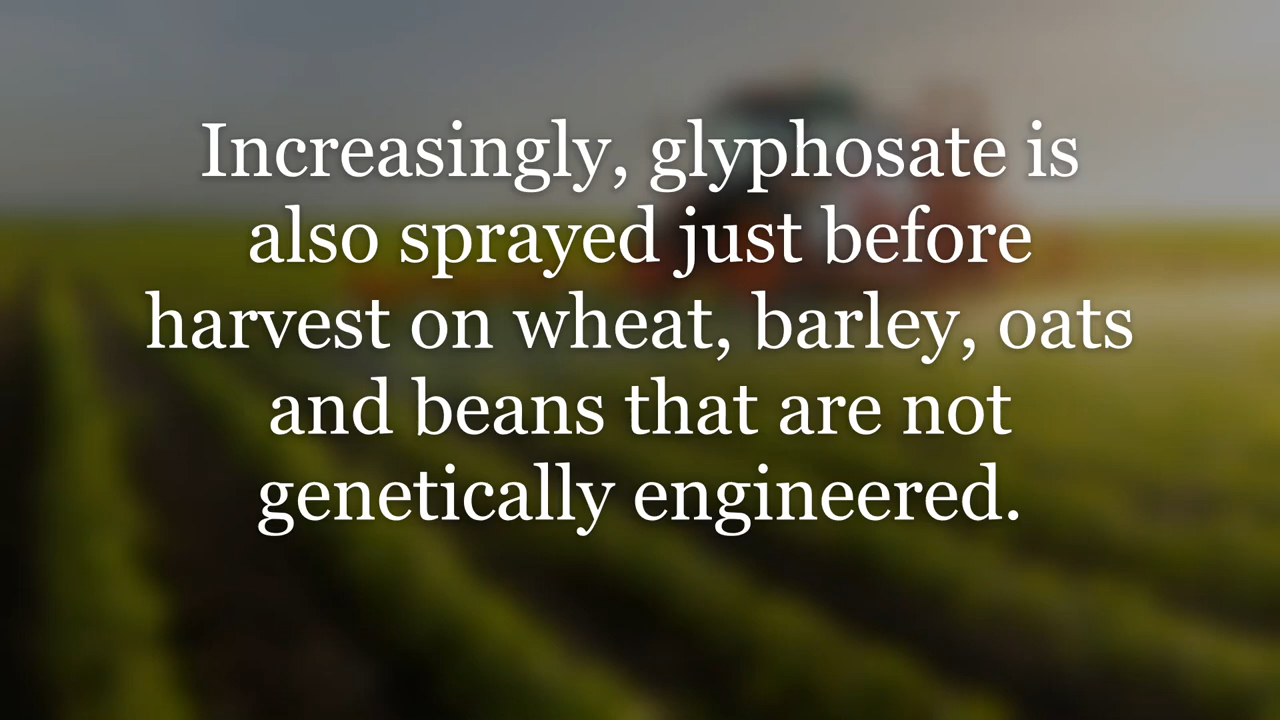 Increasingly, glyphosate is
also sprayed just before
harvest on wheat, barley, oats
and beans that are not
genetically engineered.